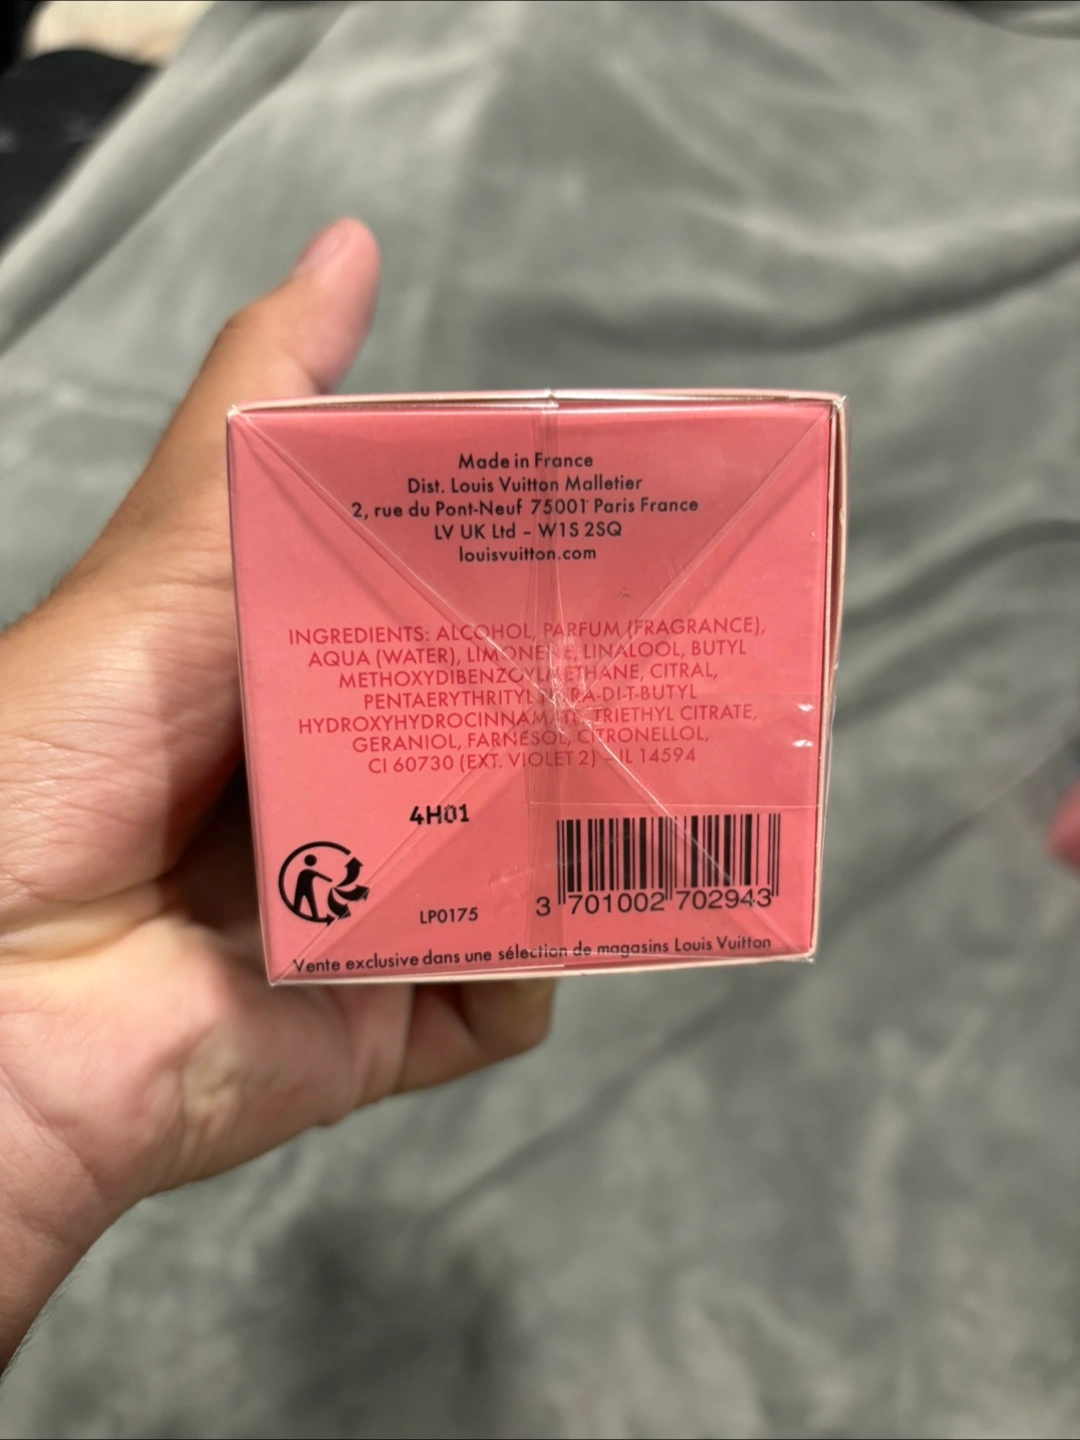 Made in France
Dist. Louis Vuitton Malletier
2, rue du Pont-Neuf 75001 Paris France
LV UK Ltd – W1S 2SQ
louisvuitton.com
INGREDIENTS: ALCOHOL, PARFUM (FRAGRANCE),
AQUA (WATER), LIMONENE, LINALOOL, BUTYL
METHOXYDIBENZOYLMETHANE, CITRAL,
PENTAERYTHRITYL TETRA-DI-T-BUTYL
HYDROXYHYDROCINNAMATE, TRIETHYL CITRATE,
GERANIOL, FARNESOL, CITRONELLOL,
CI 60730 (EXT. VIOLET 2) – IL 14594
4H01
LP0175
3 701002 702943
Vente exclusive dans une sélection de magasins Louis Vuitton